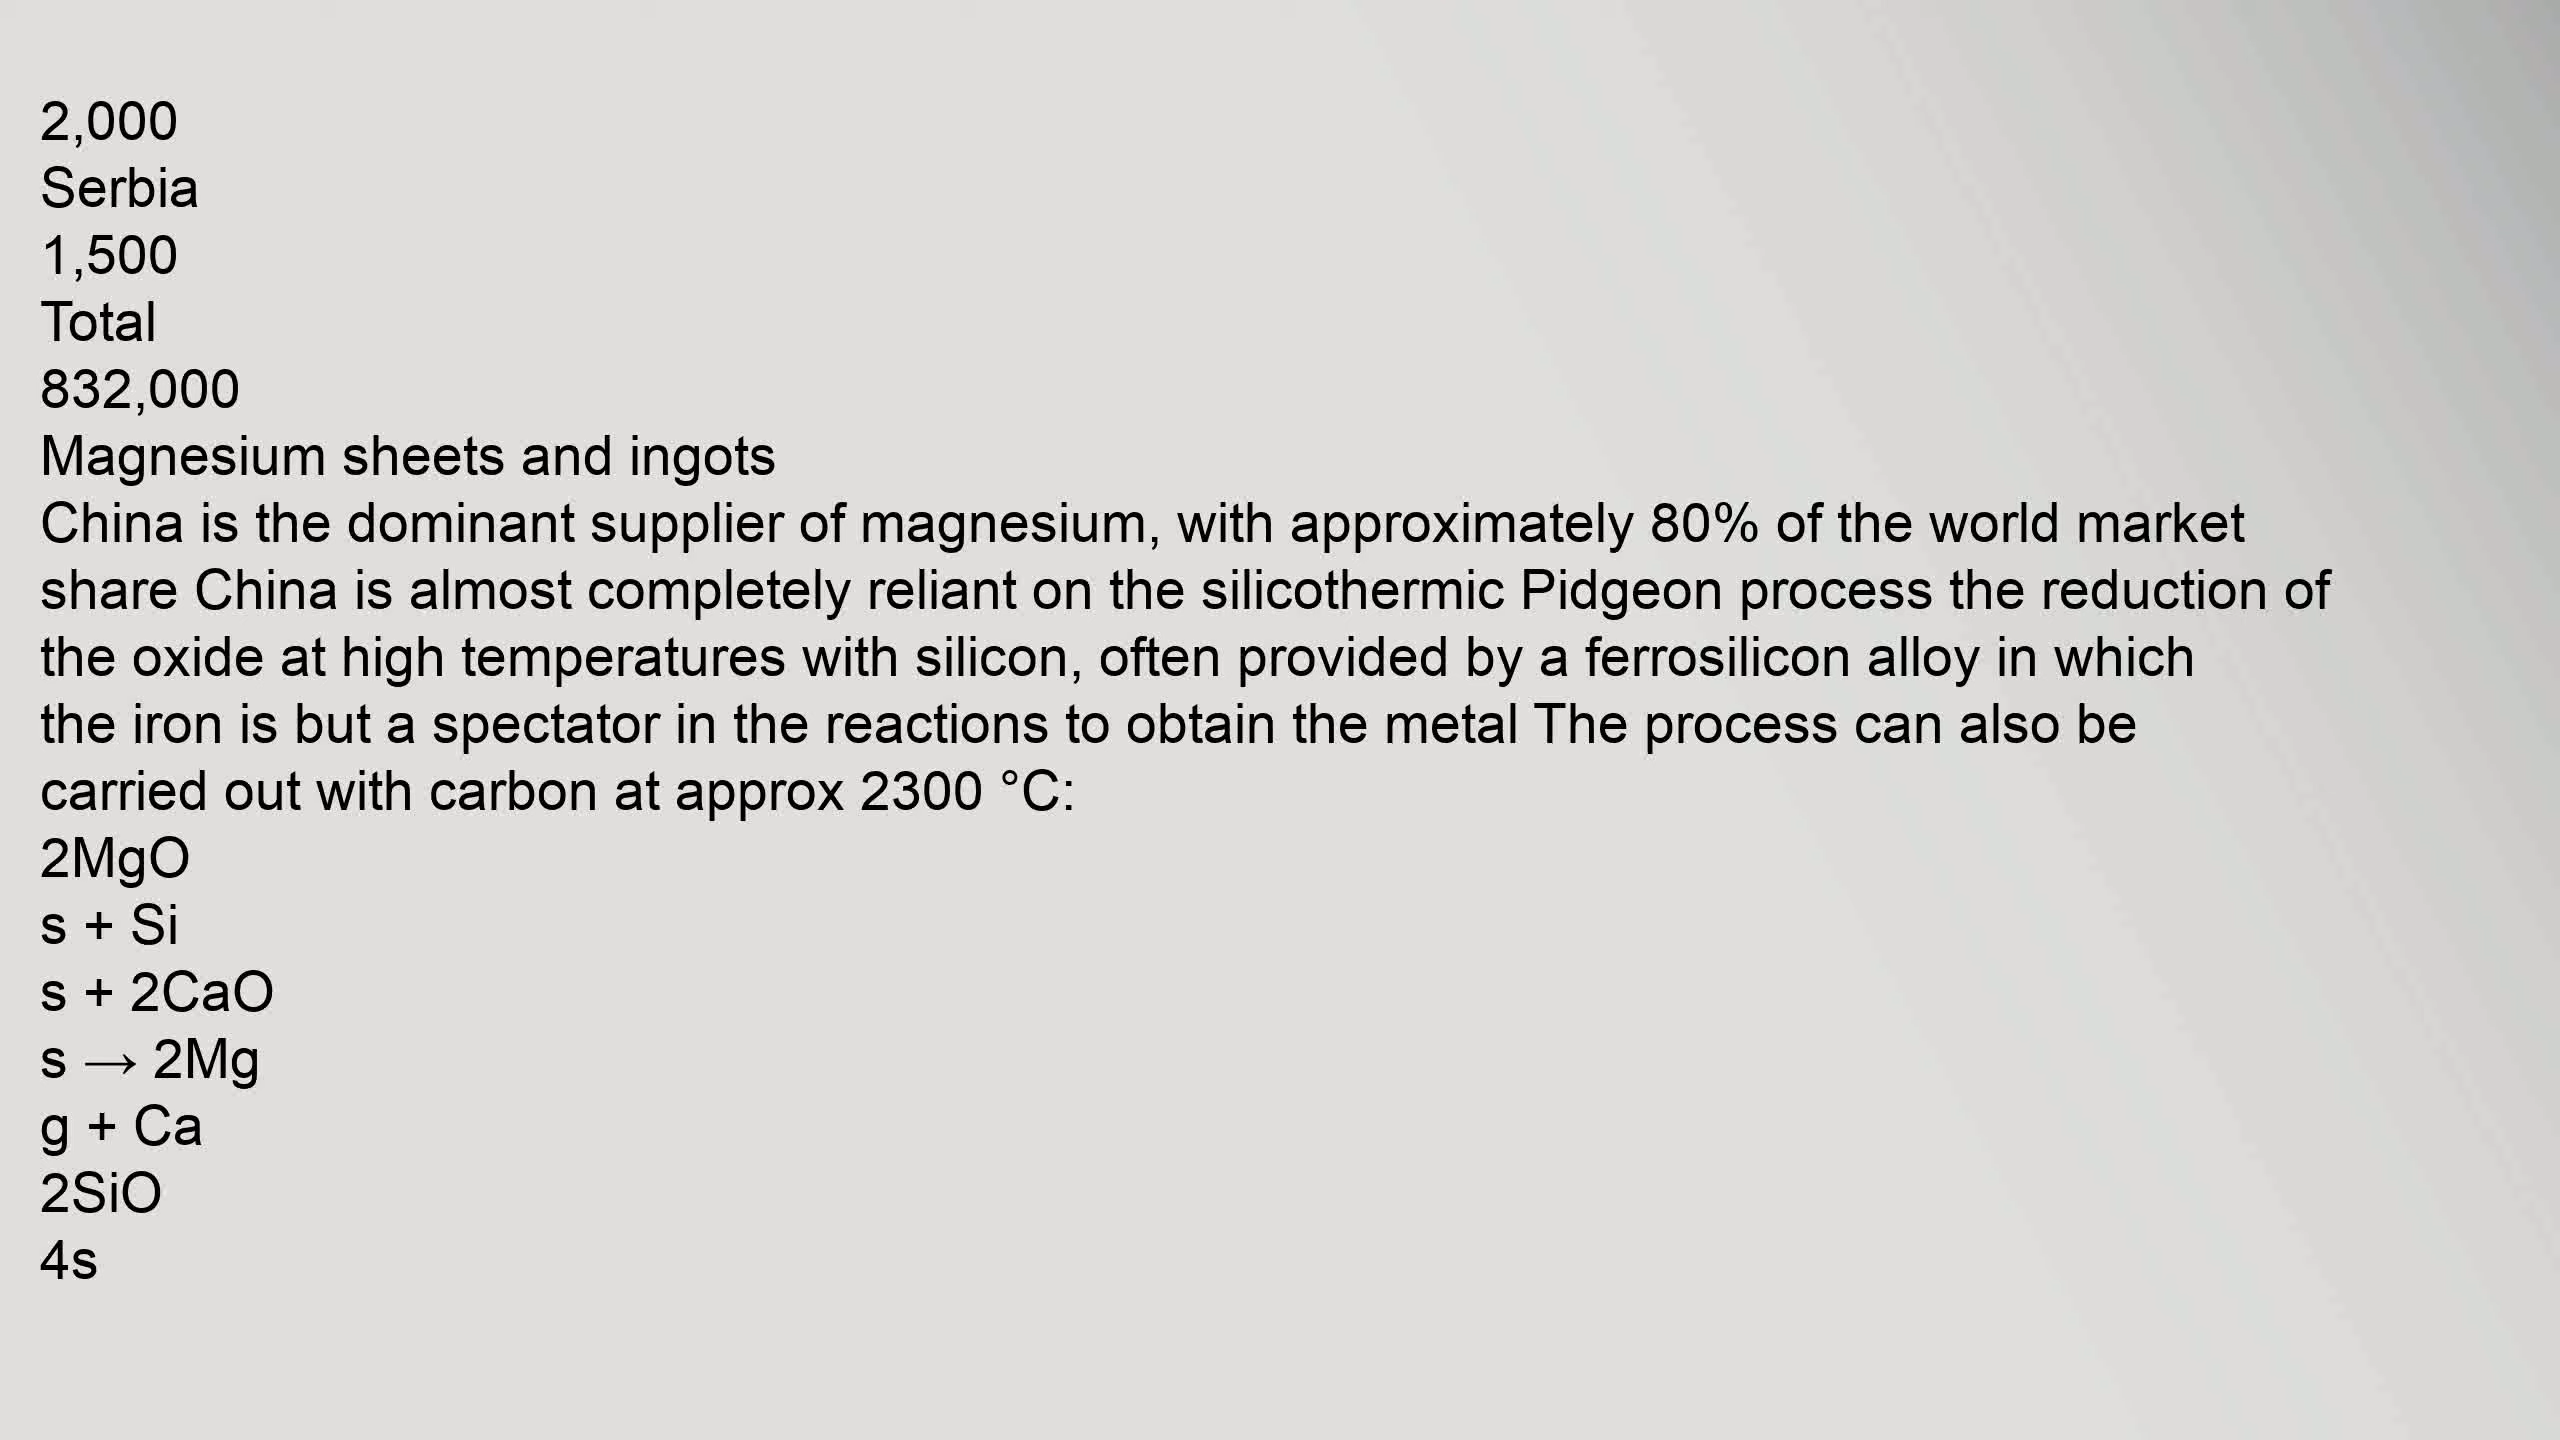 2,000
Serbia
1,500
Total
832,000
Magnesium sheets and ingots
China is the dominant supplier of magnesium, with approximately 80% of the world market
share China is almost completely reliant on the silicothermic Pidgeon process the reduction of
the oxide at high temperatures with silicon, often provided by a ferrosilicon alloy in which
the iron is but a spectator in the reactions to obtain the metal The process can also be
carried out with carbon at approx 2300 °C:
2MgO
s + Si
s + 2CaO
s → 2Mg
g + Ca
2SiO
4s